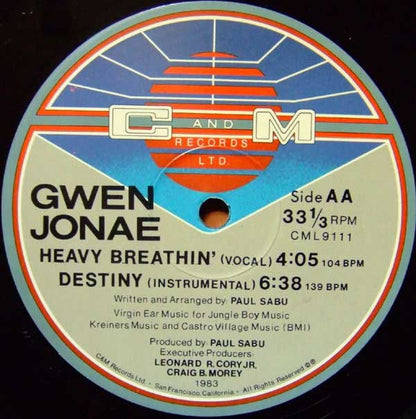 C AND M
RECORDS
LTD.
GWEN
JONAE
Side AA
33 1/3 RPM
CML9111
HEAVY BREATHIN' (VOCAL) 4:05 104 BPM
DESTINY (INSTRUMENTAL) 6:38 139 BPM
Written and Arranged by PAUL SABU
Virgin Ear Music for Jungle Boy Music
Kreiners Music and Castro Village Music (BMI)
Produced by: PAUL SABU
Executive Producers:
LEONARD R. CORY JR.
CRAIG B. MOREY
1983
C&M Records Ltd. • San Francisco, California • All Rights Reserved ©℗